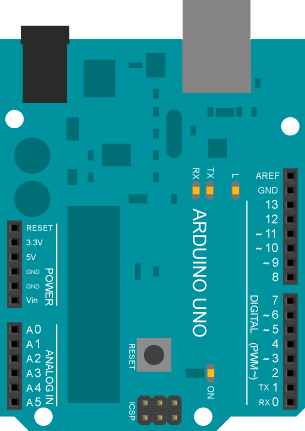 RX
TX
L
AREF
GND
13
12
~11
~10
~9
8
ARDUINO UNO
RESET
3.3V
5V
GND
GND
Vin
POWER
7
~6
~5
4
~3
2
TX 1
RX 0
DIGITAL (PWM~)
A0
A1
A2
A3
A4
A5
ANALOG IN
RESET
ON
ICSP